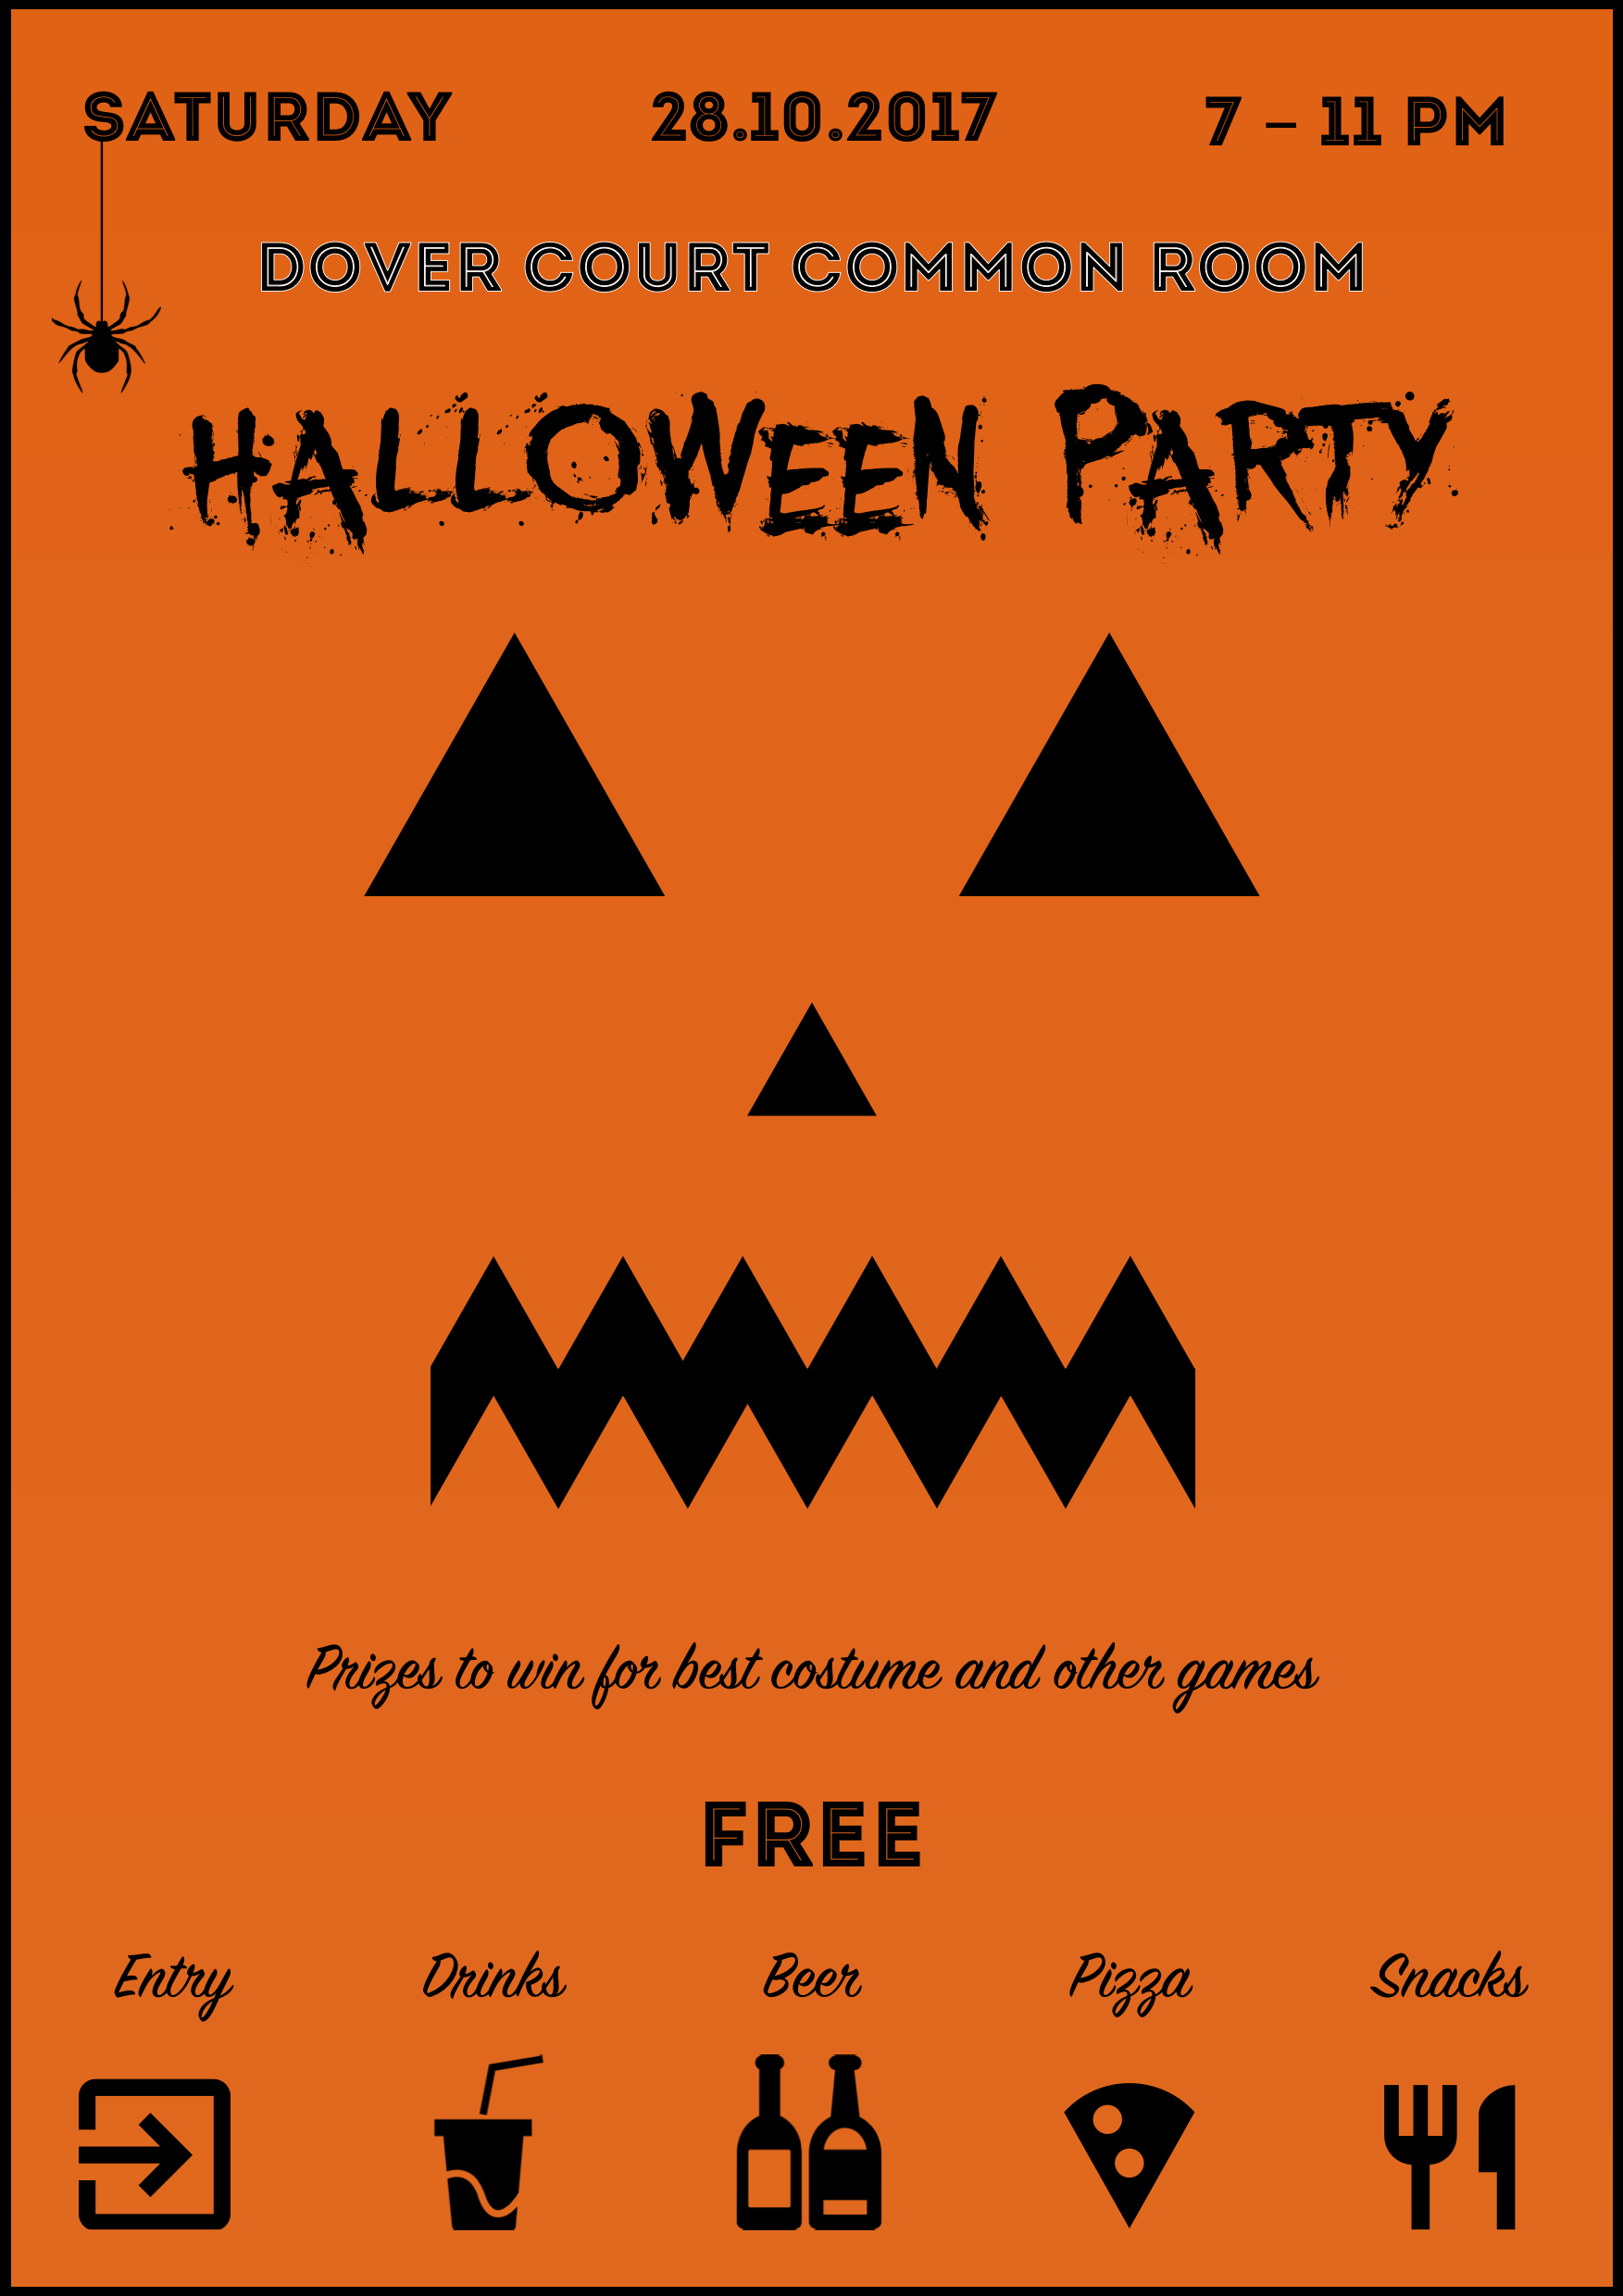 SATURDAY 28.10.2017 7 – 11 PM
DOVER COURT COMMON ROOM
HALLOWEEN PARTY
Prizes to win for best costume and other games
FREE
Entry Drinks Beer Pizza Snacks